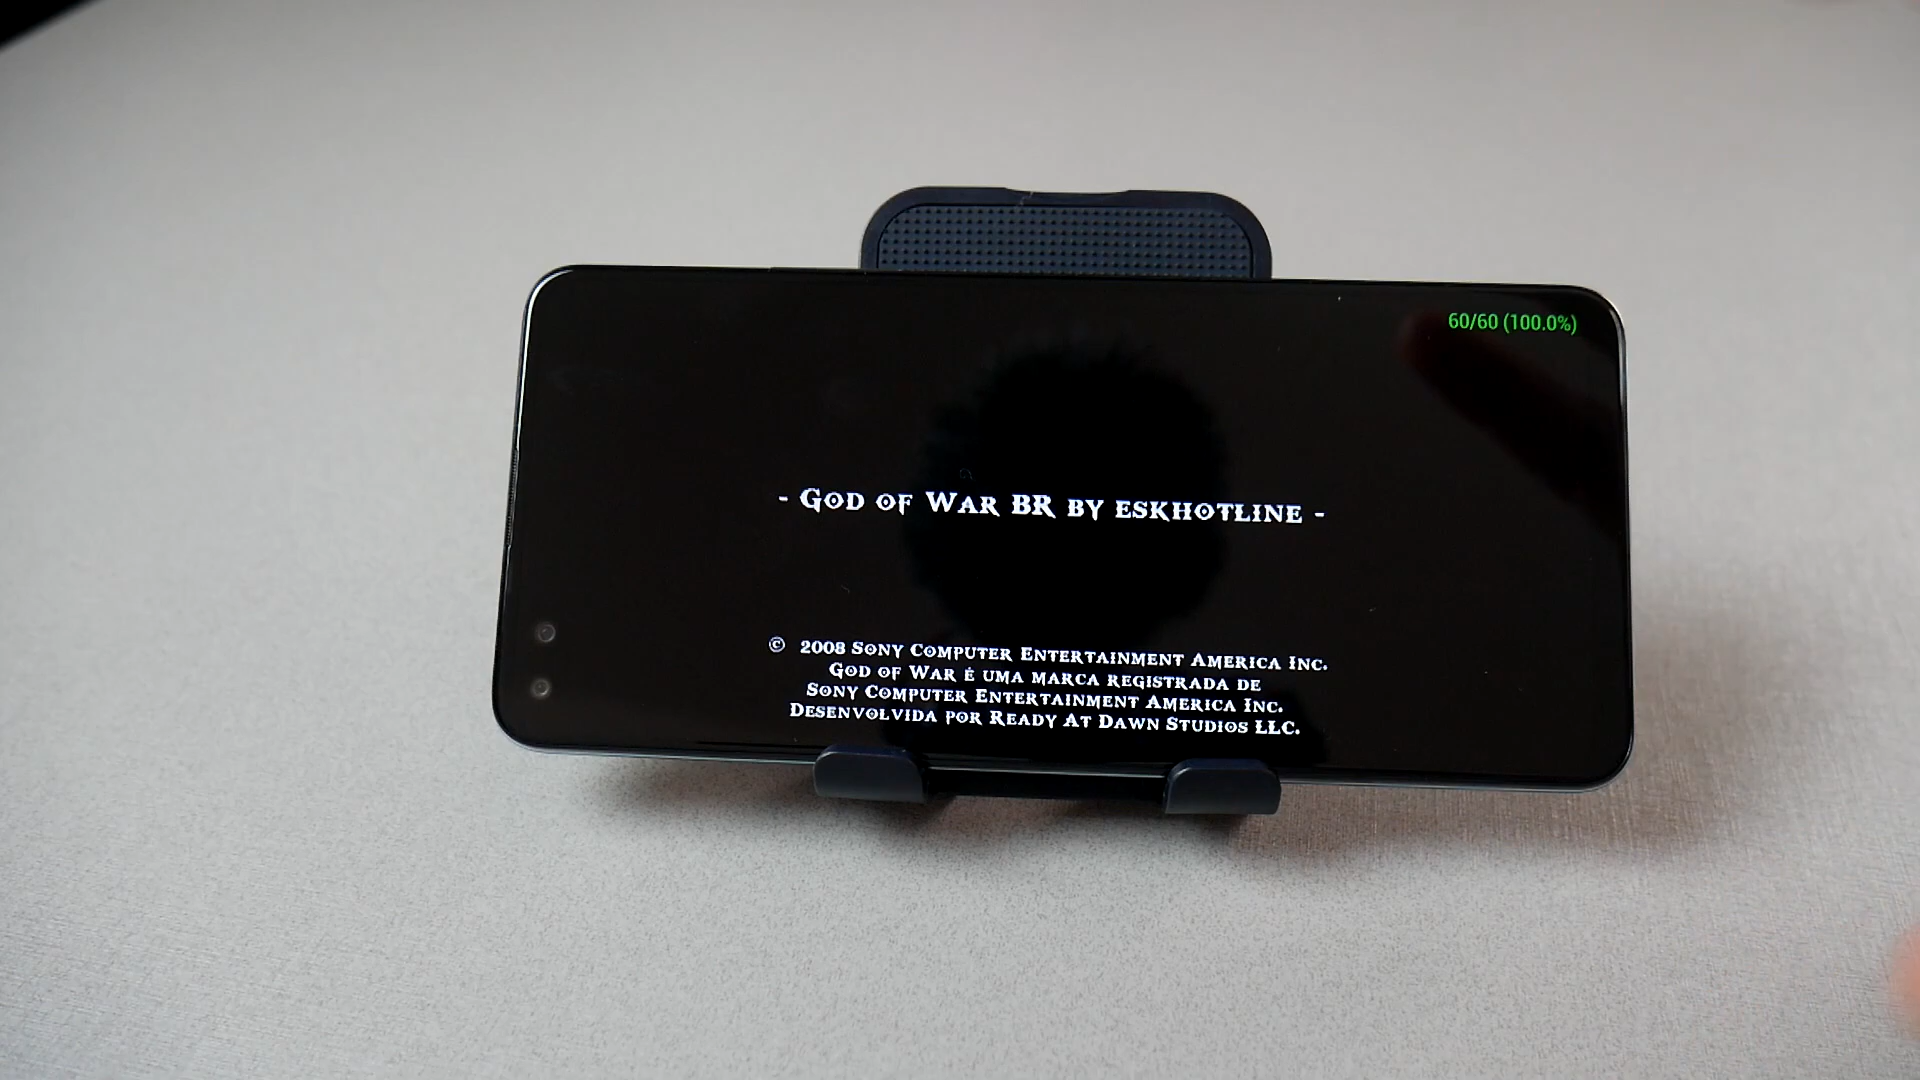 60/60 (100.0%)
- God of War BR by eskhotline -
© 2008 Sony Computer Entertainment America Inc.
God of War é uma marca registrada de
Sony Computer Entertainment America Inc.
Desenvolvida por Ready At Dawn Studios LLC.